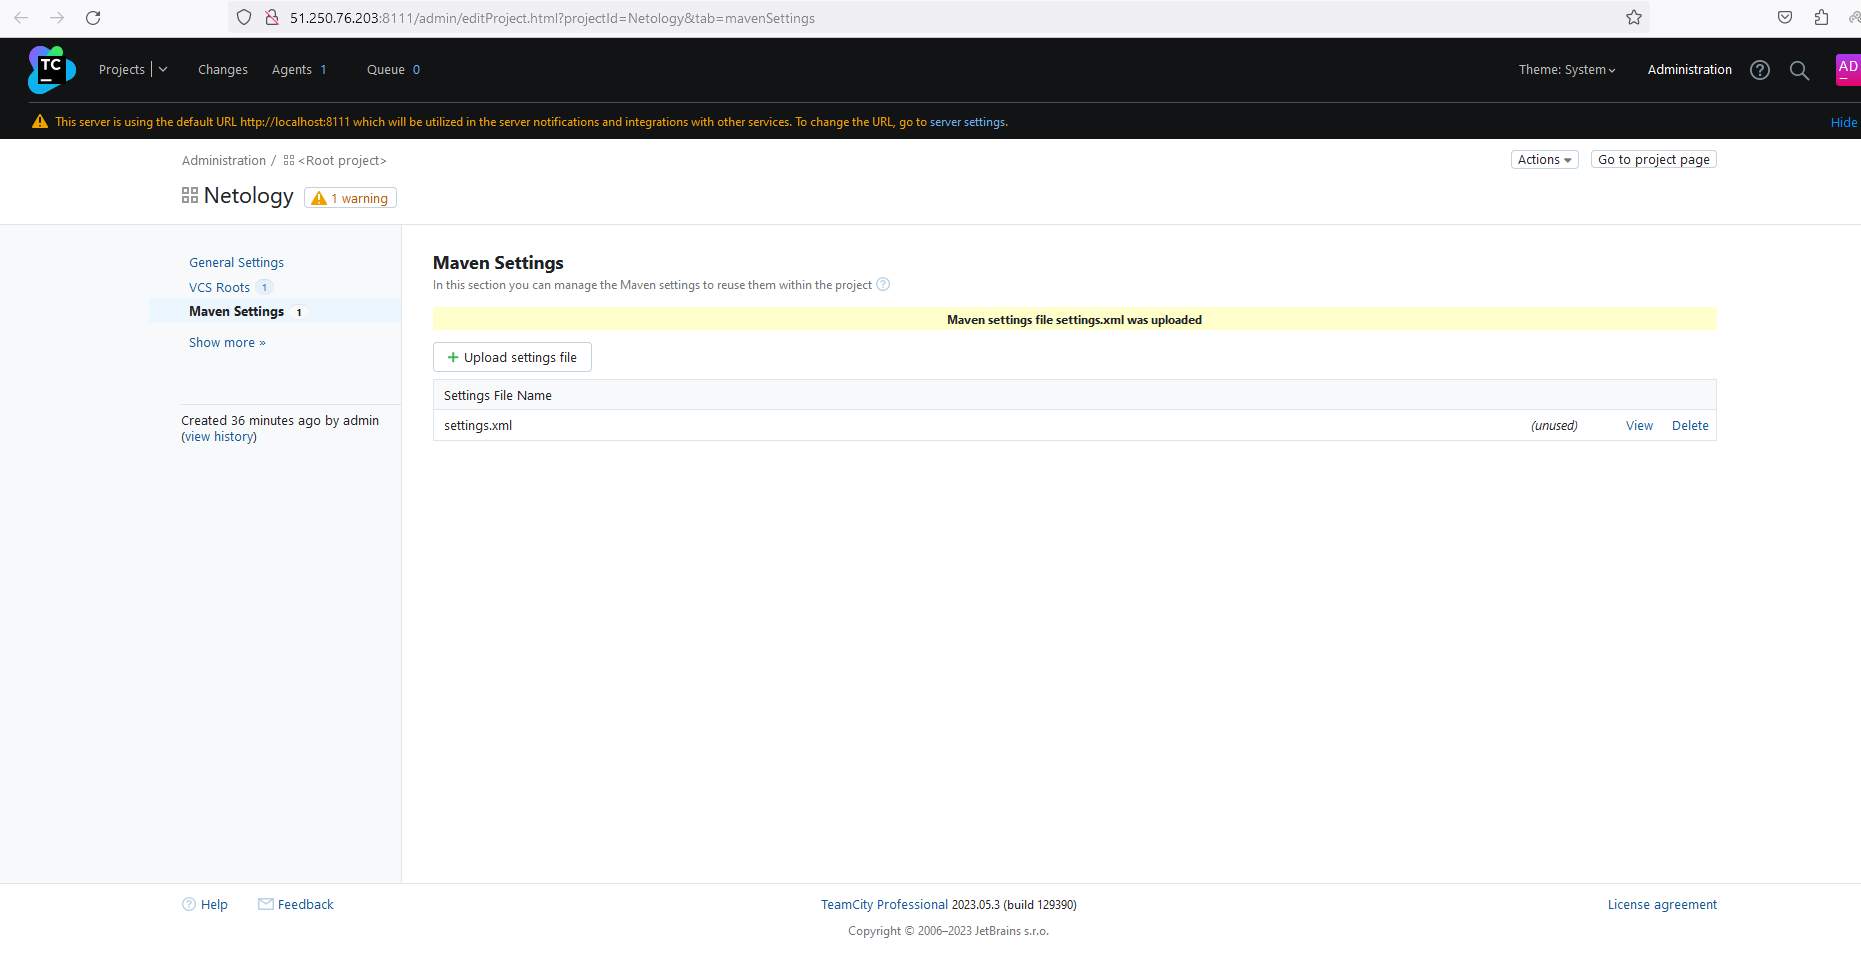 51.250.76.203:8111/admin/editProject.html?projectId=Netology&tab=mavenSettings
TC
Projects Changes Agents 1 Queue 0 Theme: System Administration AD
This server is using the default URL http://localhost:8111 which will be utilized in the server notifications and integrations with other services. To change the URL, go to server settings. Hide
Administration / <Root project> Actions Go to project page
Netology 1 warning
General Settings
VCS Roots 1
Maven Settings 1
Show more »
Created 36 minutes ago by admin
(view history)
Maven Settings
In this section you can manage the Maven settings to reuse them within the project ?
Maven settings file settings.xml was uploaded
+ Upload settings file
Settings File Name
settings.xml (unused) View Delete
Help Feedback TeamCity Professional 2023.05.3 (build 129390) License agreement
Copyright © 2006–2023 JetBrains s.r.o.